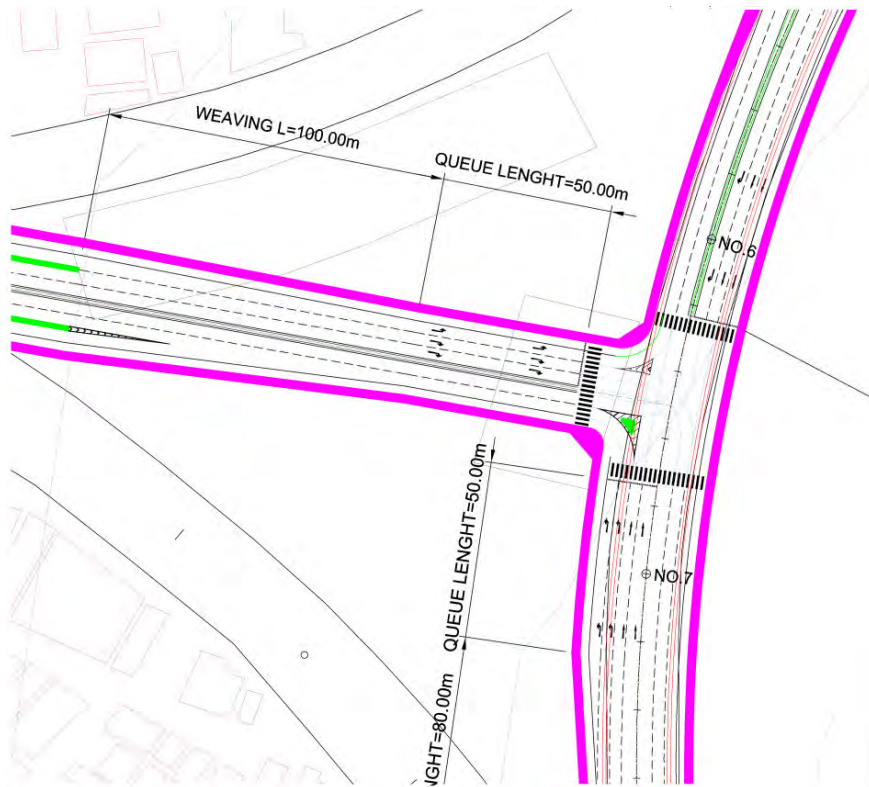 WEAVING L=100.00m
QUEUE LENGHT=50.00m
NO.6
QUEUE LENGHT=50.00m
NO.7
NGHT=80.00m